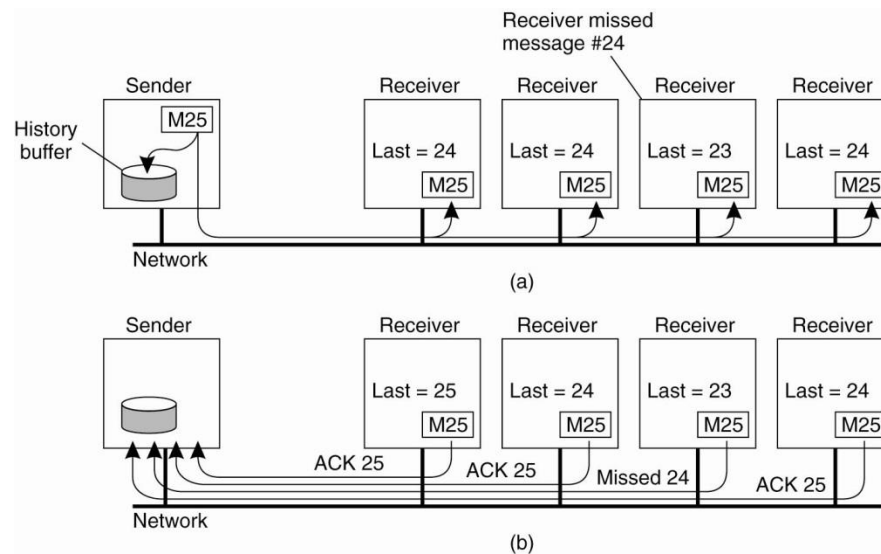 Receiver missed
message #24
Sender Receiver Receiver Receiver Receiver
M25
History
buffer
Last = 24 Last = 24 Last = 23 Last = 24
M25 M25 M25 M25
Network
(a)
Sender Receiver Receiver Receiver Receiver
Last = 25 Last = 24 Last = 23 Last = 24
M25 M25 M25 M25
ACK 25 ACK 25 Missed 24 ACK 25
Network
(b)